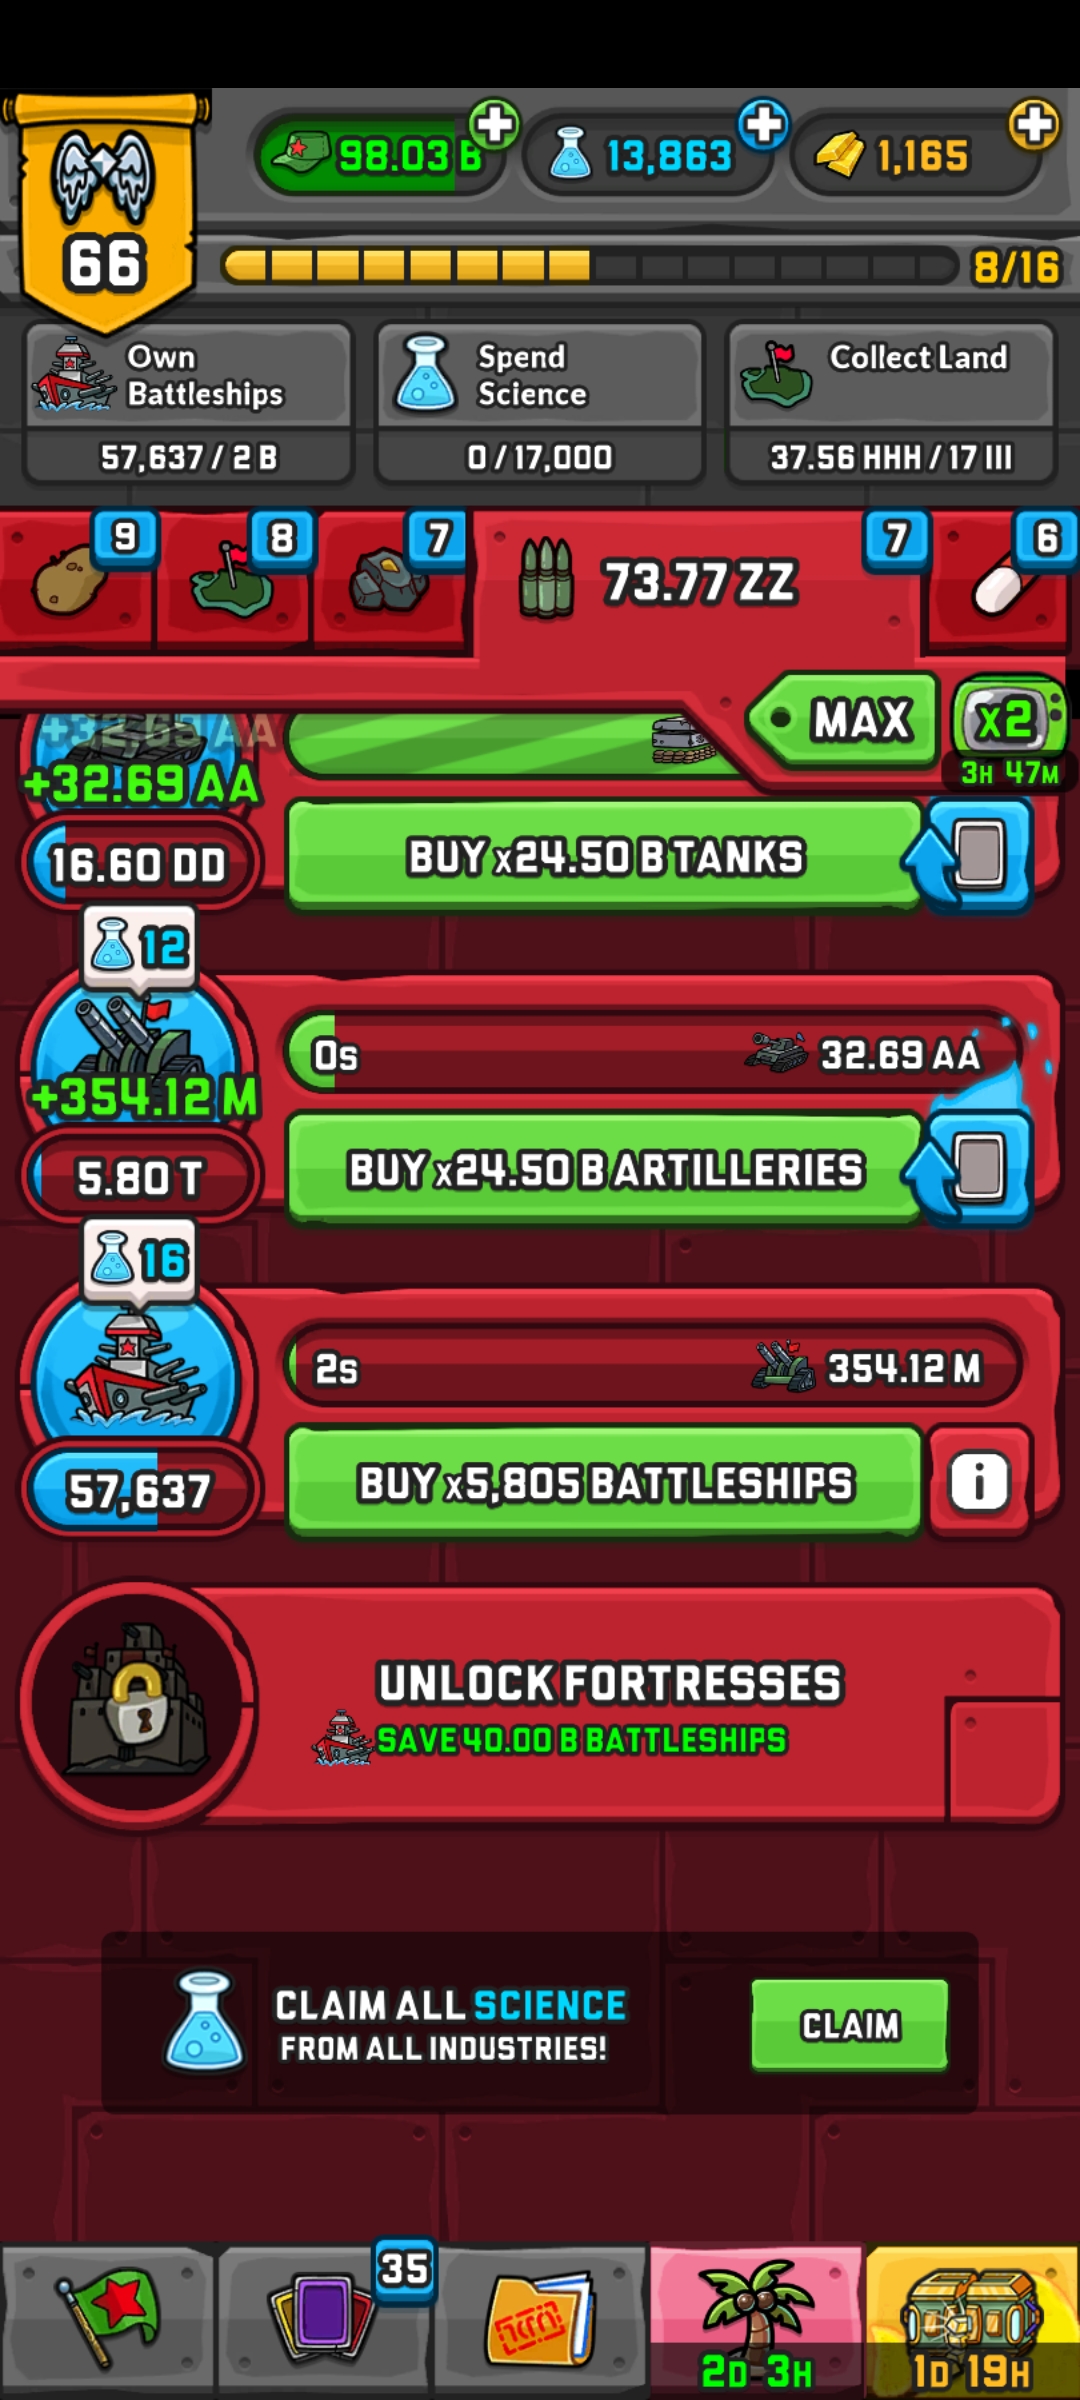 98.03 B
13,863
1,165
66
8/16
Own
Battleships
57,637 / 2 B
Spend
Science
0 / 17,000
Collect Land
37.56 HHH / 17 III
9
8
7
73.77 ZZ
7
6
MAX
x2
3H 47M
+32.69 AA
+32.69 AA
16.60 DD
BUY x24.50 B TANKS
12
+354.12 M
0s
32.69 AA
5.80 T
BUY x24.50 B ARTILLERIES
16
2s
354.12 M
57,637
BUY x5,805 BATTLESHIPS
i
UNLOCK FORTRESSES
SAVE 40.00 B BATTLESHIPS
CLAIM ALL SCIENCE
FROM ALL INDUSTRIES!
CLAIM
35
2D 3H
1D 19H